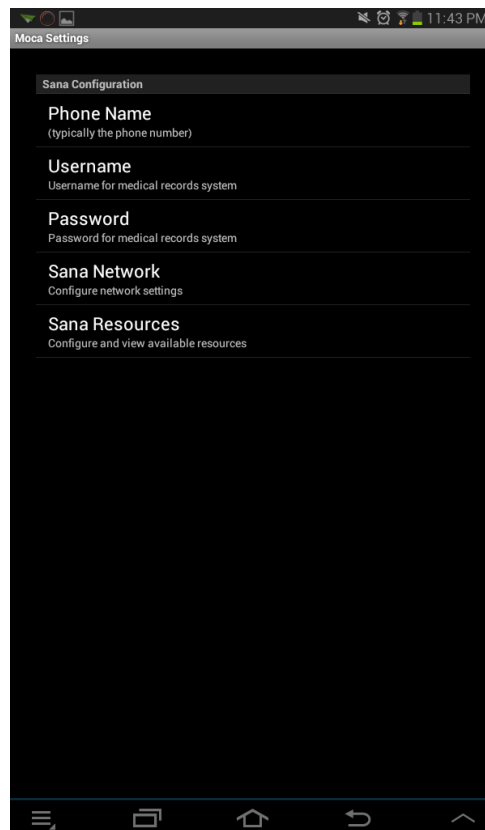 11:43 PM
Moca Settings
Sana Configuration
Phone Name
(typically the phone number)
Username
Username for medical records system
Password
Password for medical records system
Sana Network
Configure network settings
Sana Resources
Configure and view available resources